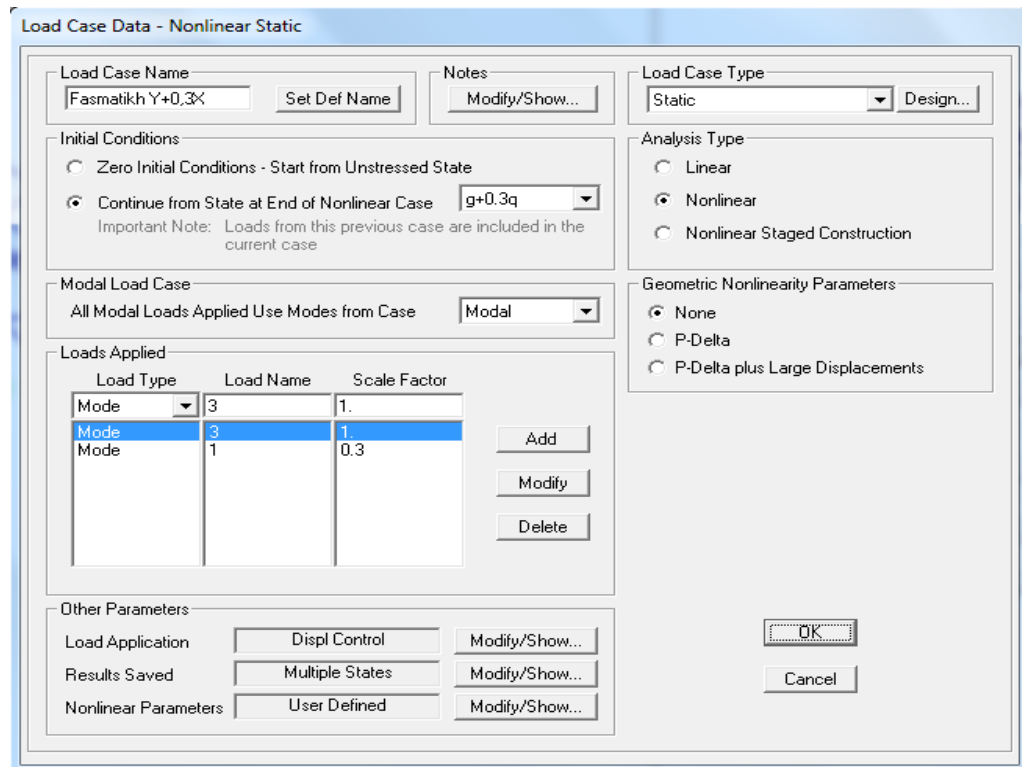 Load Case Data - Nonlinear Static
Load Case Name
Fasmatikh Y+0,3X
Set Def Name
Notes
Modify/Show...
Load Case Type
Static
Design...
Initial Conditions
Zero Initial Conditions - Start from Unstressed State
Continue from State at End of Nonlinear Case
g+0.3q
Important Note: Loads from this previous case are included in the
current case
Analysis Type
Linear
Nonlinear
Nonlinear Staged Construction
Modal Load Case
All Modal Loads Applied Use Modes from Case
Modal
Geometric Nonlinearity Parameters
None
P-Delta
P-Delta plus Large Displacements
Loads Applied
Load Type Load Name Scale Factor
Mode 3 1.
Mode 3 1.
Mode 1 0.3
Add
Modify
Delete
Other Parameters
Load Application Displ Control Modify/Show...
Results Saved Multiple States Modify/Show...
Nonlinear Parameters User Defined Modify/Show...
OK
Cancel